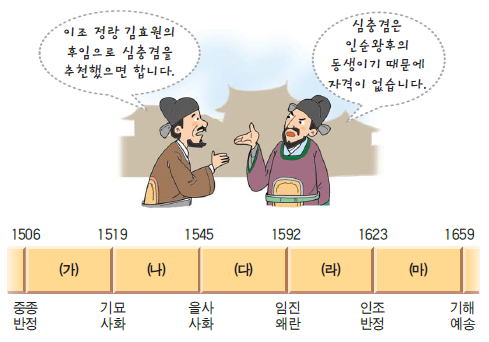 이조 정랑 김효원의
후임으로 심충겸을
추천했으면 합니다.
심충겸은
인순왕후의
동생이기 때문에
자격이 없습니다.
1506 1519 1545 1592 1623 1659
(가) (나) (다) (라) (마)
중종 기묘 을사 임진 인조 기해
반정 사화 사화 왜란 반정 예송